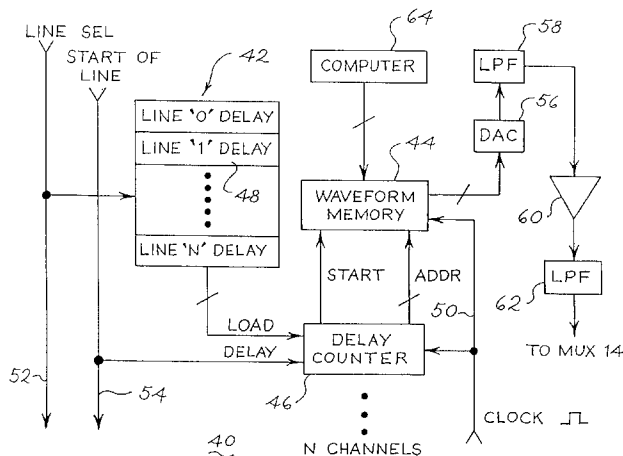 LINE SEL
START OF
LINE
42
LINE "0" DELAY
LINE "1" DELAY
48
LINE "N" DELAY
64
COMPUTER
44
WAVEFORM
MEMORY
58
LPF
56
DAC
60
LPF
62
TO MUX 14
START
ADDR
50
LOAD
DELAY
DELAY
COUNTER
46
52
54
CLOCK
40
N CHANNELS